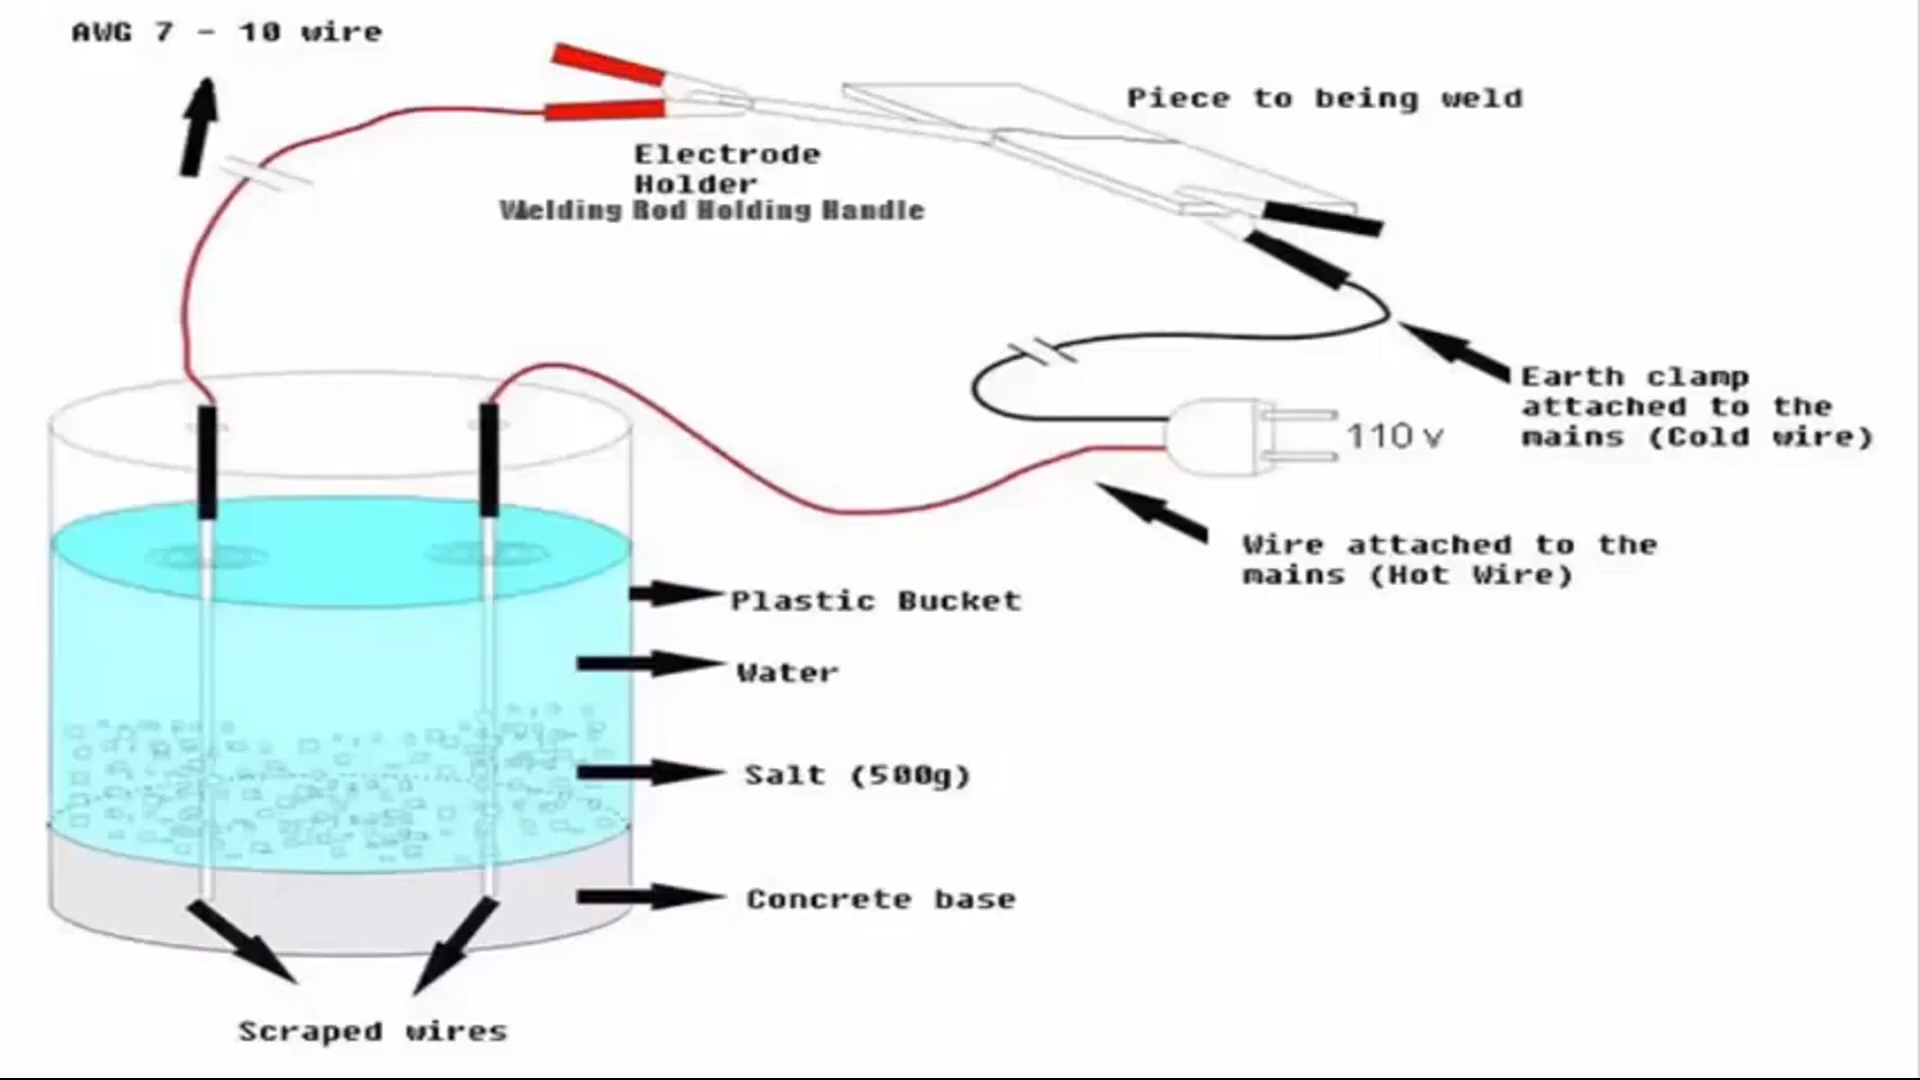 AWG 7 - 10 wire
Piece to being weld
Electrode
Holder
Welding Rod Holding Handle
Earth clamp
attached to the
mains (Cold wire)
110 v
Wire attached to the
mains (Hot Wire)
Plastic Bucket
Water
Salt (500g)
Concrete base
Scraped wires